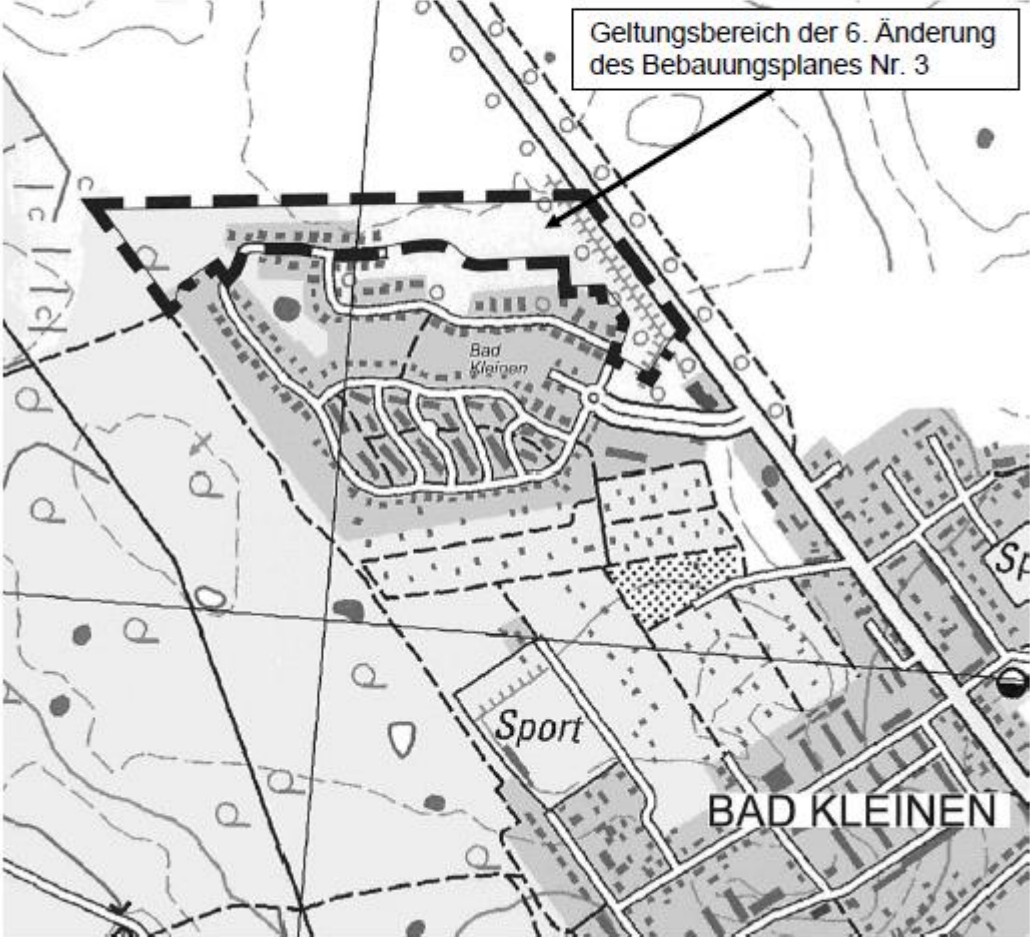 Geltungsbereich der 6. Änderung
des Bebauungsplanes Nr. 3
c
c
c
c
Bad
Kleinen
Sp
Sport
BAD KLEINEN